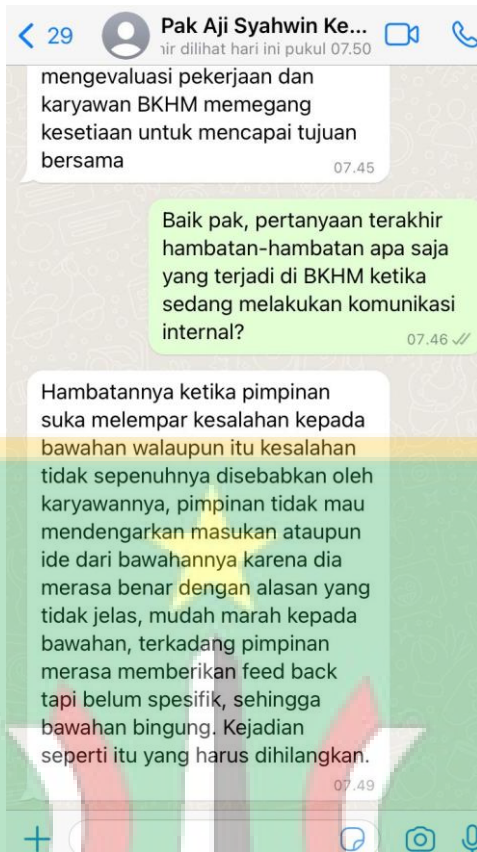 29
Pak Aji Syahwin Ke...
hir dilihat hari ini pukul 07.50
mengevaluasi pekerjaan dan
karyawan BKHM memegang
kesetiaan untuk mencapai tujuan
bersama
07.45
Baik pak, pertanyaan terakhir
hambatan-hambatan apa saja
yang terjadi di BKHM ketika
sedang melakukan komunikasi
internal?
07.46
Hambatannya ketika pimpinan
suka melempar kesalahan kepada
bawahan walaupun itu kesalahan
tidak sepenuhnya disebabkan oleh
karyawannya, pimpinan tidak mau
mendengarkan masukan ataupun
ide dari bawahannya karena dia
merasa benar dengan alasan yang
tidak jelas, mudah marah kepada
bawahan, terkadang pimpinan
merasa memberikan feed back
tapi belum spesifik, sehingga
bawahan bingung. Kejadian
seperti itu yang harus dihilangkan.
07.49